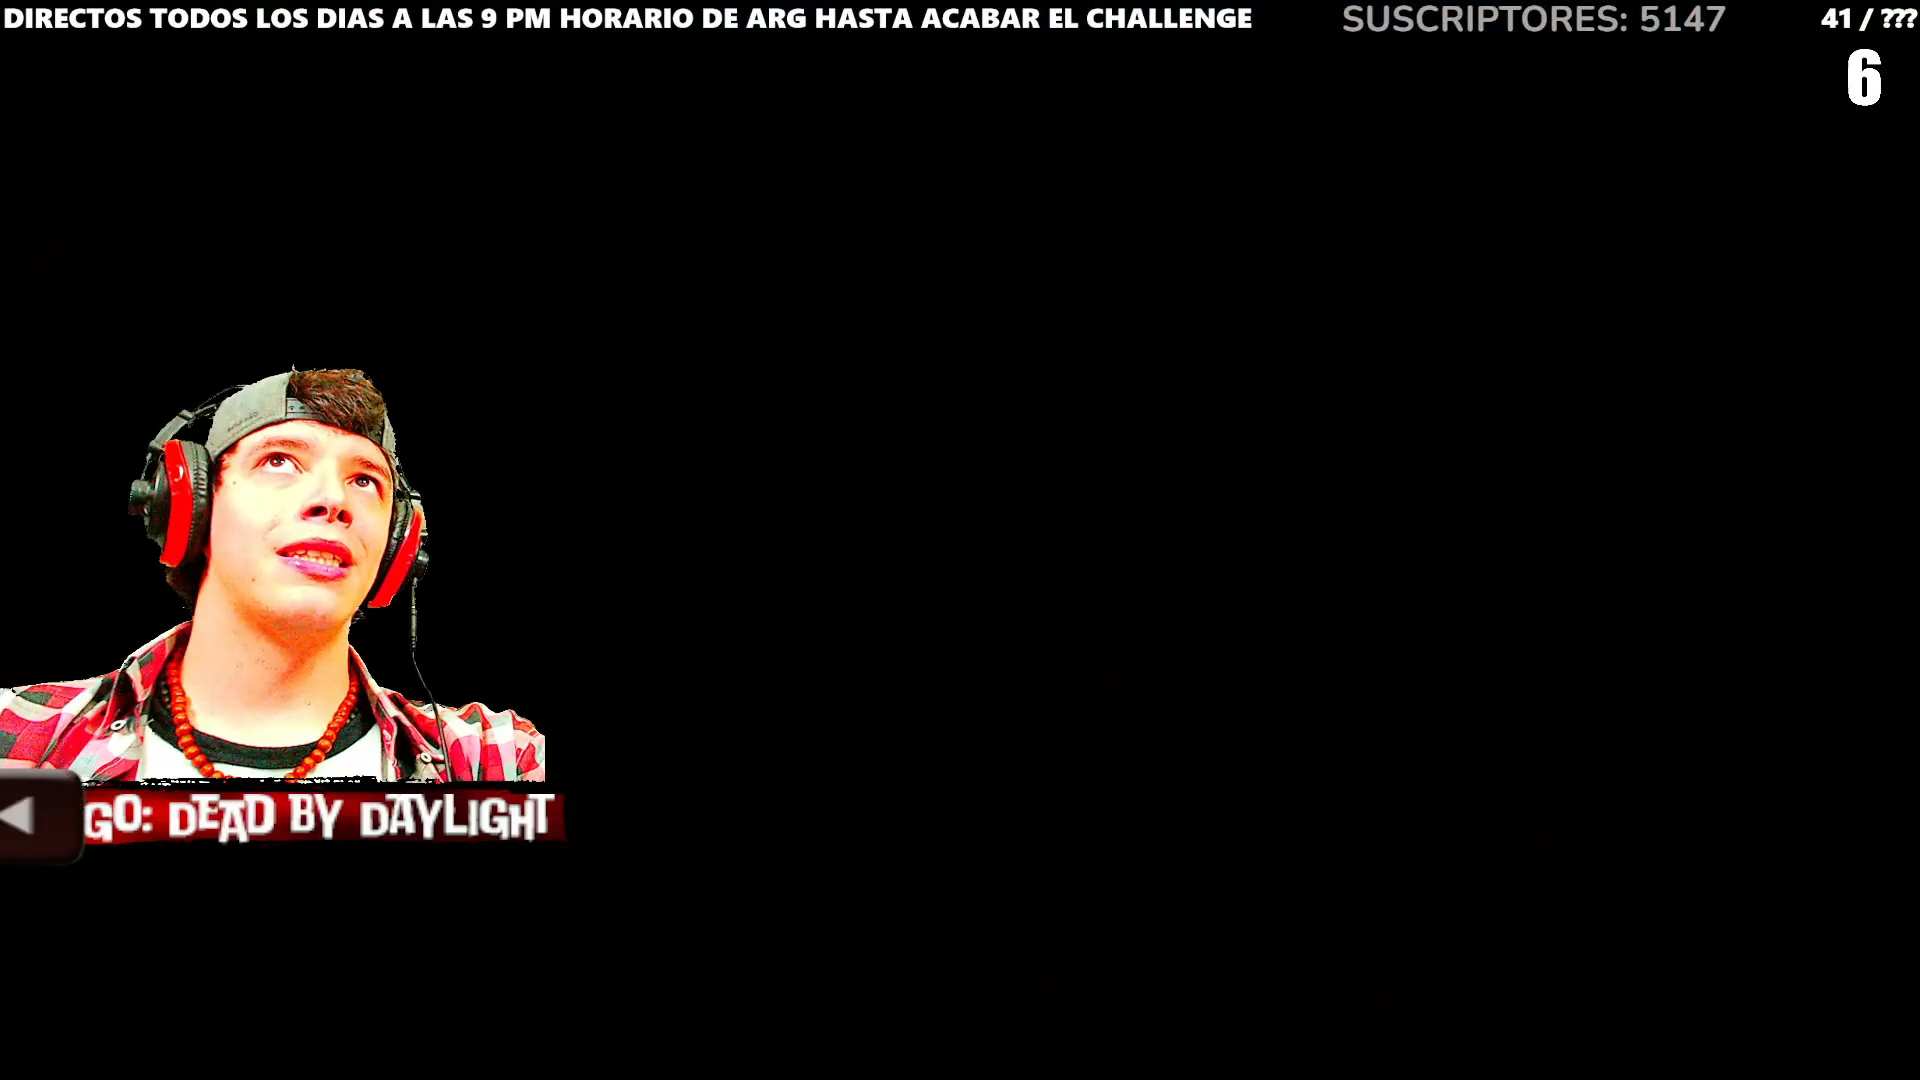 DIRECTOS TODOS LOS DIAS A LAS 9 PM HORARIO DE ARG HASTA ACABAR EL CHALLENGE
SUSCRIPTORES: 5147
41 / ???
6
GO: DEAD BY DAYLIGHT